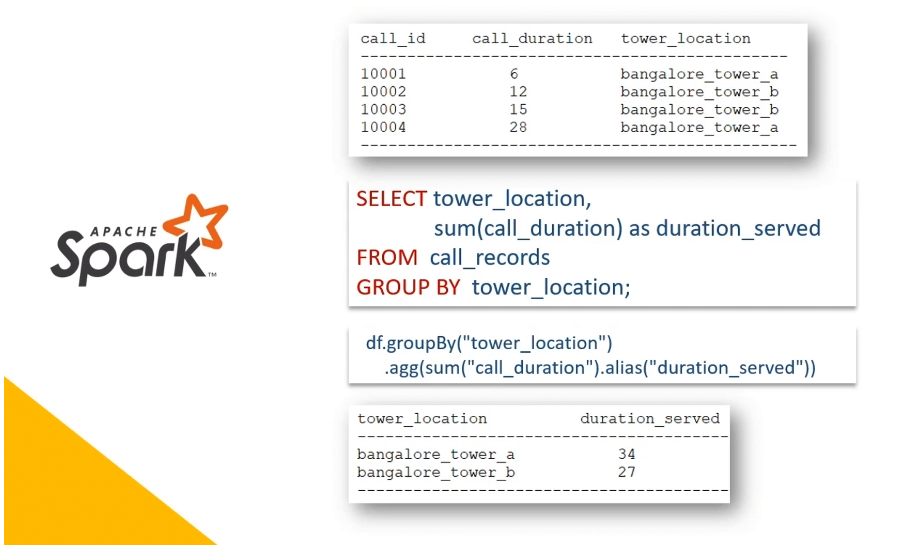 call_id call_duration tower_location
-----------------------------------------------
10001 6 bangalore_tower_a
10002 12 bangalore_tower_b
10003 15 bangalore_tower_b
10004 28 bangalore_tower_a
------------------------------------------------
APACHE
Spark™
SELECT tower_location,
sum(call_duration) as duration_served
FROM call_records
GROUP BY tower_location;
df.groupBy("tower_location")
.agg(sum("call_duration").alias("duration_served"))
tower_location duration_served
-----------------------------------------
bangalore_tower_a 34
bangalore_tower_b 27
-----------------------------------------